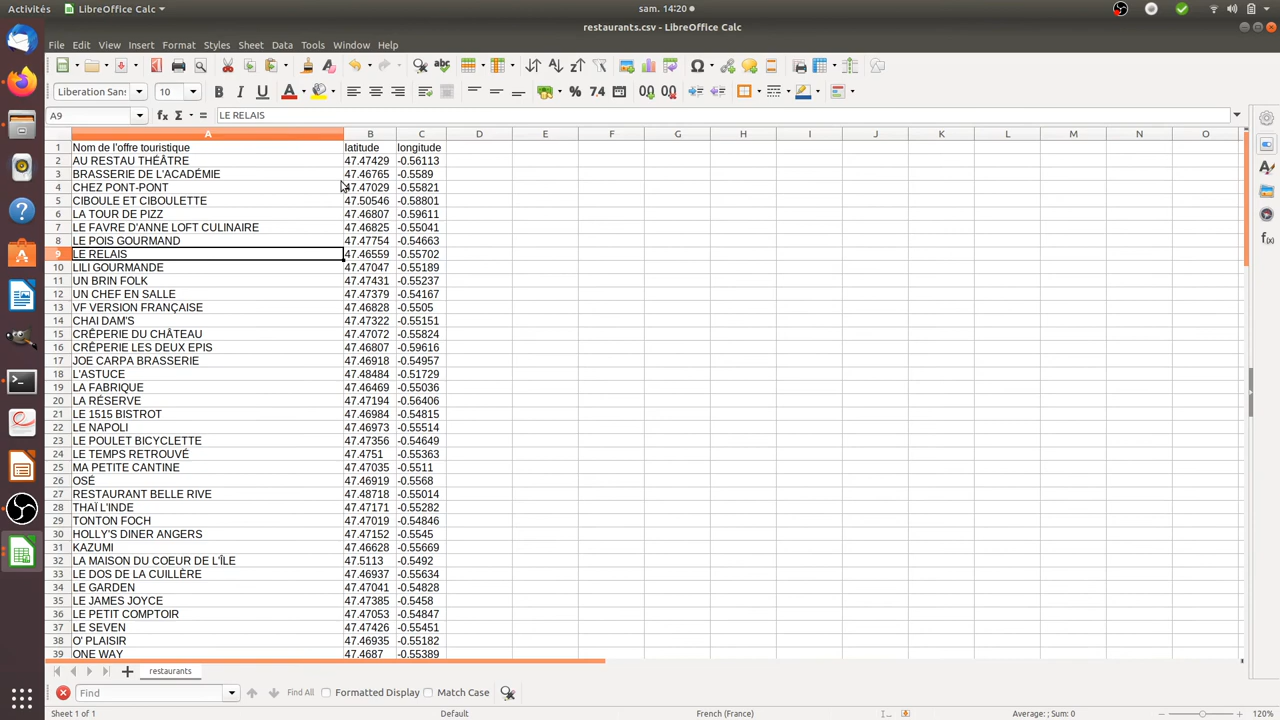 Activités LibreOffice Calc sam. 14:20
restaurants.csv - LibreOffice Calc
File Edit View Insert Format Styles Sheet Data Tools Window Help
Liberation Sans 10
A9 LE RELAIS
A B C D E F G H I J K L M N O
1 Nom de l'offre touristique latitude longitude
2 AU RESTAU THÉÂTRE 47.47429 -0.56113
3 BRASSERIE DE L'ACADÉMIE 47.46765 -0.5589
4 CHEZ PONT-PONT 47.47029 -0.55821
5 CIBOULE ET CIBOULETTE 47.50546 -0.58801
6 LA TOUR DE PIZZ 47.46807 -0.59611
7 LE FAVRE D'ANNE LOFT CULINAIRE 47.46825 -0.55041
8 LE POIS GOURMAND 47.47754 -0.54663
9 LE RELAIS 47.46559 -0.55702
10 LILI GOURMANDE 47.47047 -0.55189
11 UN BRIN FOLK 47.47431 -0.55237
12 UN CHEF EN SALLE 47.47379 -0.54167
13 VF VERSION FRANÇAISE 47.46828 -0.5505
14 CHAI DAM'S 47.47322 -0.55151
15 CRÊPERIE DU CHÂTEAU 47.47072 -0.55824
16 CRÊPERIE LES DEUX EPIS 47.46807 -0.59616
17 JOE CARPA BRASSERIE 47.46918 -0.54957
18 L'ASTUCE 47.48484 -0.51729
19 LA FABRIQUE 47.46469 -0.55036
20 LA RÉSERVE 47.47194 -0.56406
21 LE 1515 BISTROT 47.46984 -0.54815
22 LE NAPOLI 47.46973 -0.55514
23 LE POULET BICYCLETTE 47.47356 -0.54649
24 LE TEMPS RETROUVÉ 47.4751 -0.55363
25 MA PETITE CANTINE 47.47035 -0.5511
26 OSÉ 47.46919 -0.5568
27 RESTAURANT BELLE RIVE 47.48718 -0.55014
28 THAÏ L'INDE 47.47171 -0.55282
29 TONTON FOCH 47.47019 -0.54846
30 HOLLY'S DINER ANGERS 47.47152 -0.5545
31 KAZUMI 47.46628 -0.55669
32 LA MAISON DU COEUR DE L'ÎLE 47.5113 -0.5492
33 LE DOS DE LA CUILLÈRE 47.46937 -0.55634
34 LE GARDEN 47.47041 -0.54828
35 LE JAMES JOYCE 47.47385 -0.5458
36 LE PETIT COMPTOIR 47.47053 -0.54847
37 LE SEVEN 47.47426 -0.55451
38 O' PLAISIR 47.46935 -0.55182
39 ONE WAY 47.4687 -0.55389
restaurants
Find Find All Formatted Display Match Case
Sheet 1 of 1 Default French (France) Average: ; Sum: 0 120%